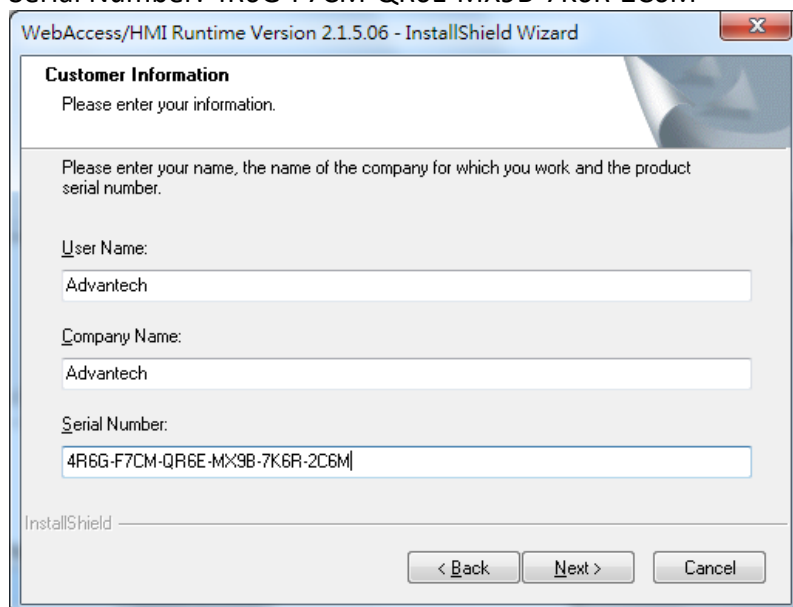 WebAccess/HMI Runtime Version 2.1.5.06 - InstallShield Wizard
Customer Information
Please enter your information.
Please enter your name, the name of the company for which you work and the product
serial number.
User Name:
Advantech
Company Name:
Advantech
Serial Number:
4R6G-F7CM-QR6E-MX9B-7K6R-2C6M
InstallShield
< Back
Next >
Cancel